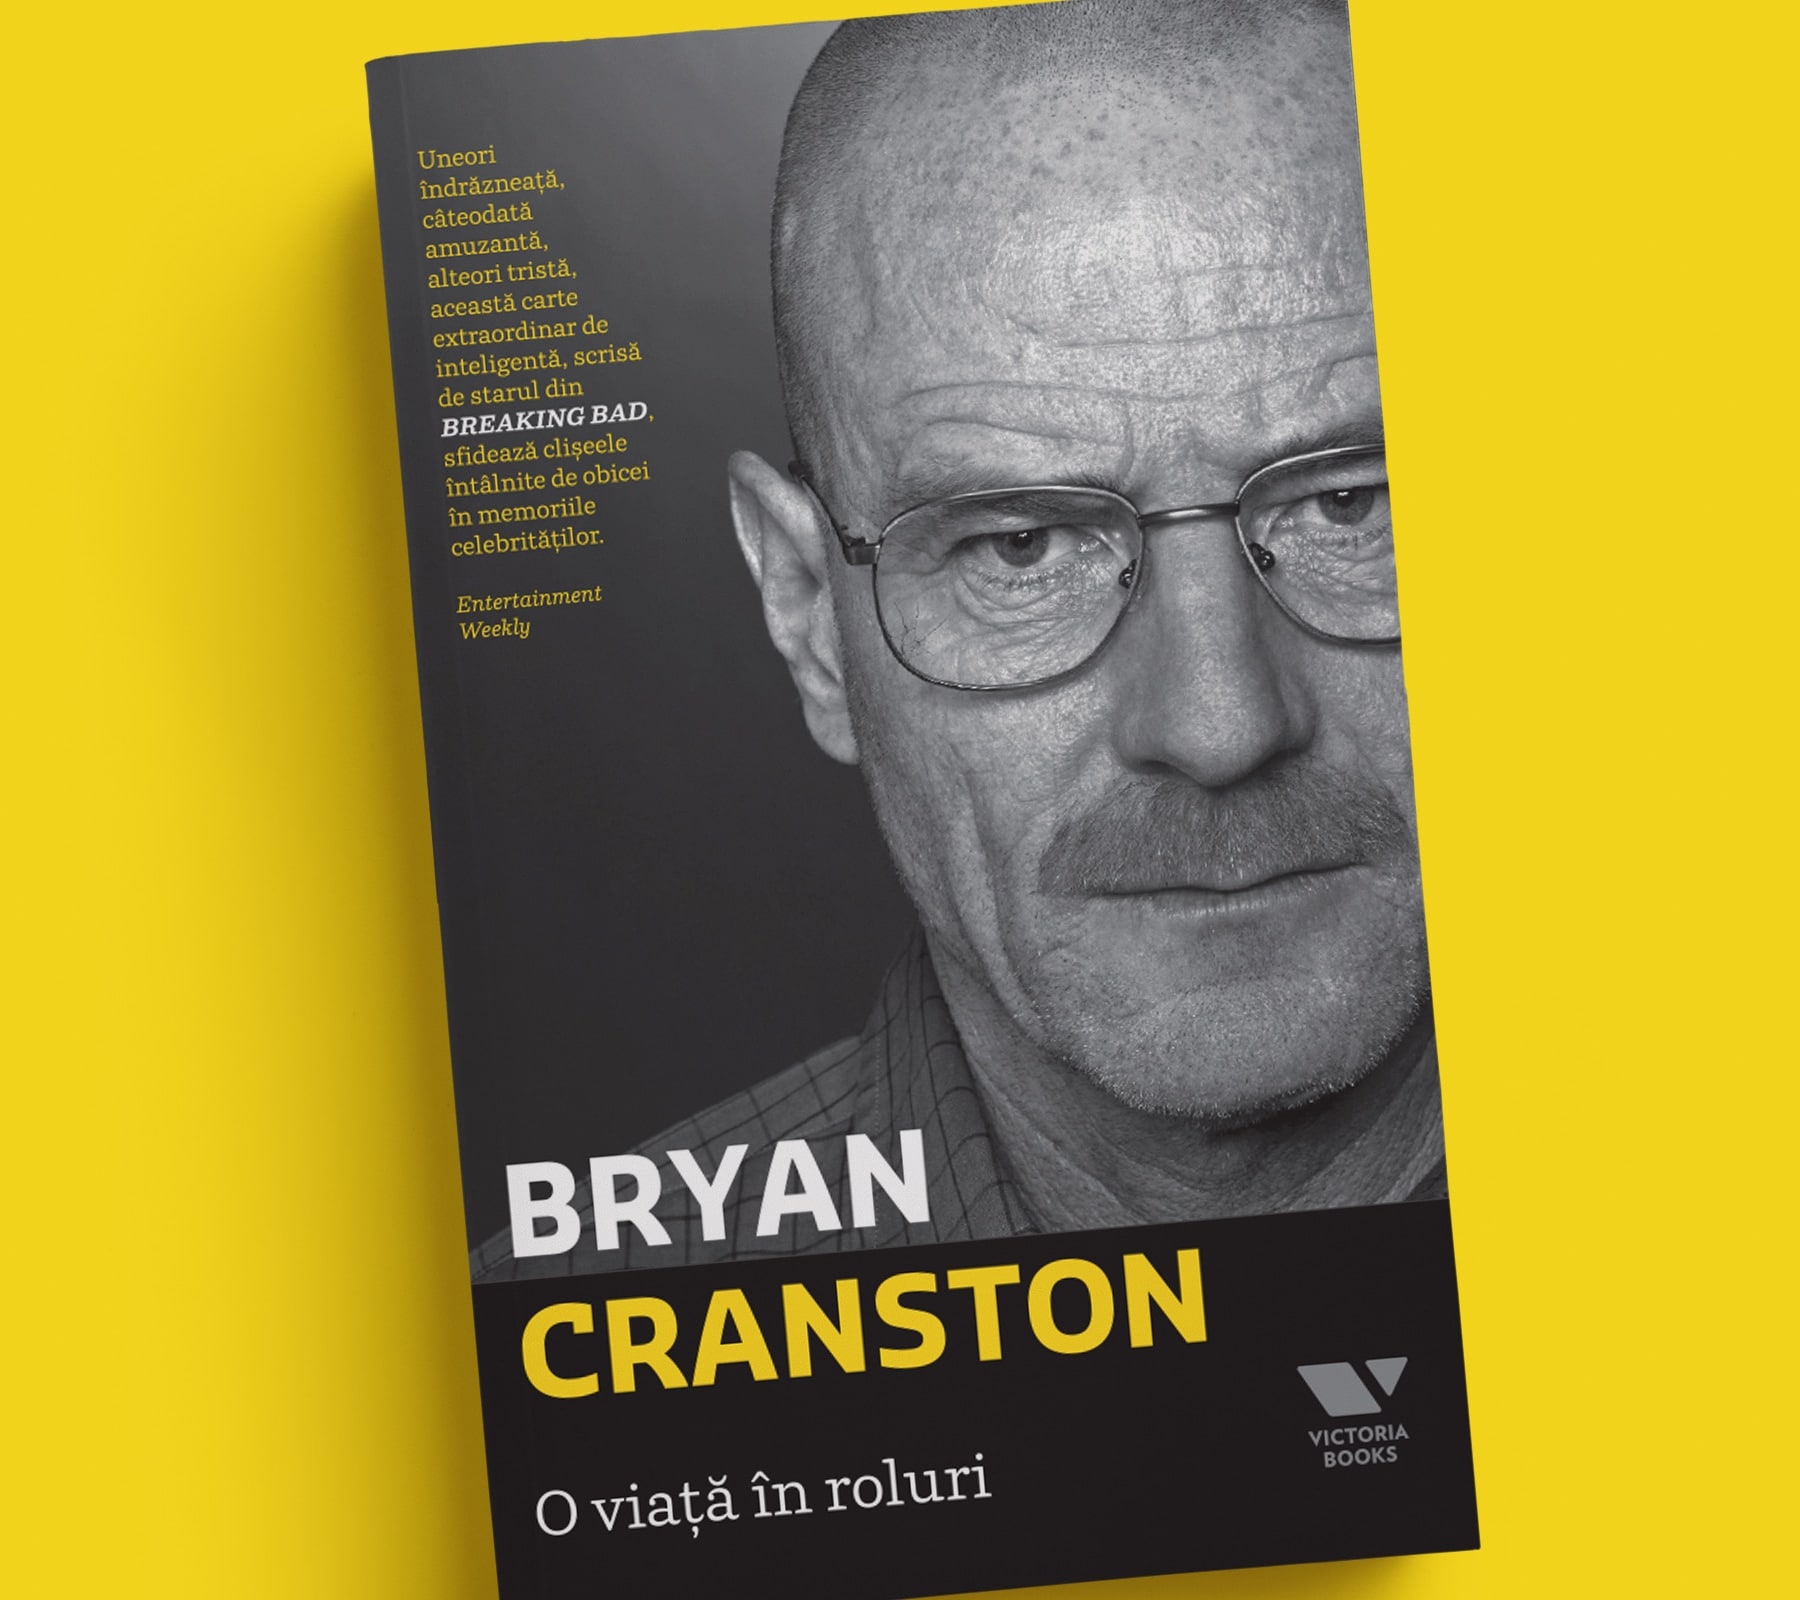 Uneori
îndrăzneață,
câteodată
amuzantă,
alteori tristă,
această carte
extraordinar de
inteligentă, scrisă
de starul din
BREAKING BAD,
sfidează clișeele
întâlnite de obicei
în memoriile
celebrităților.
Entertainment
Weekly
BRYAN
CRANSTON
O viață în roluri
VICTORIA
BOOKS